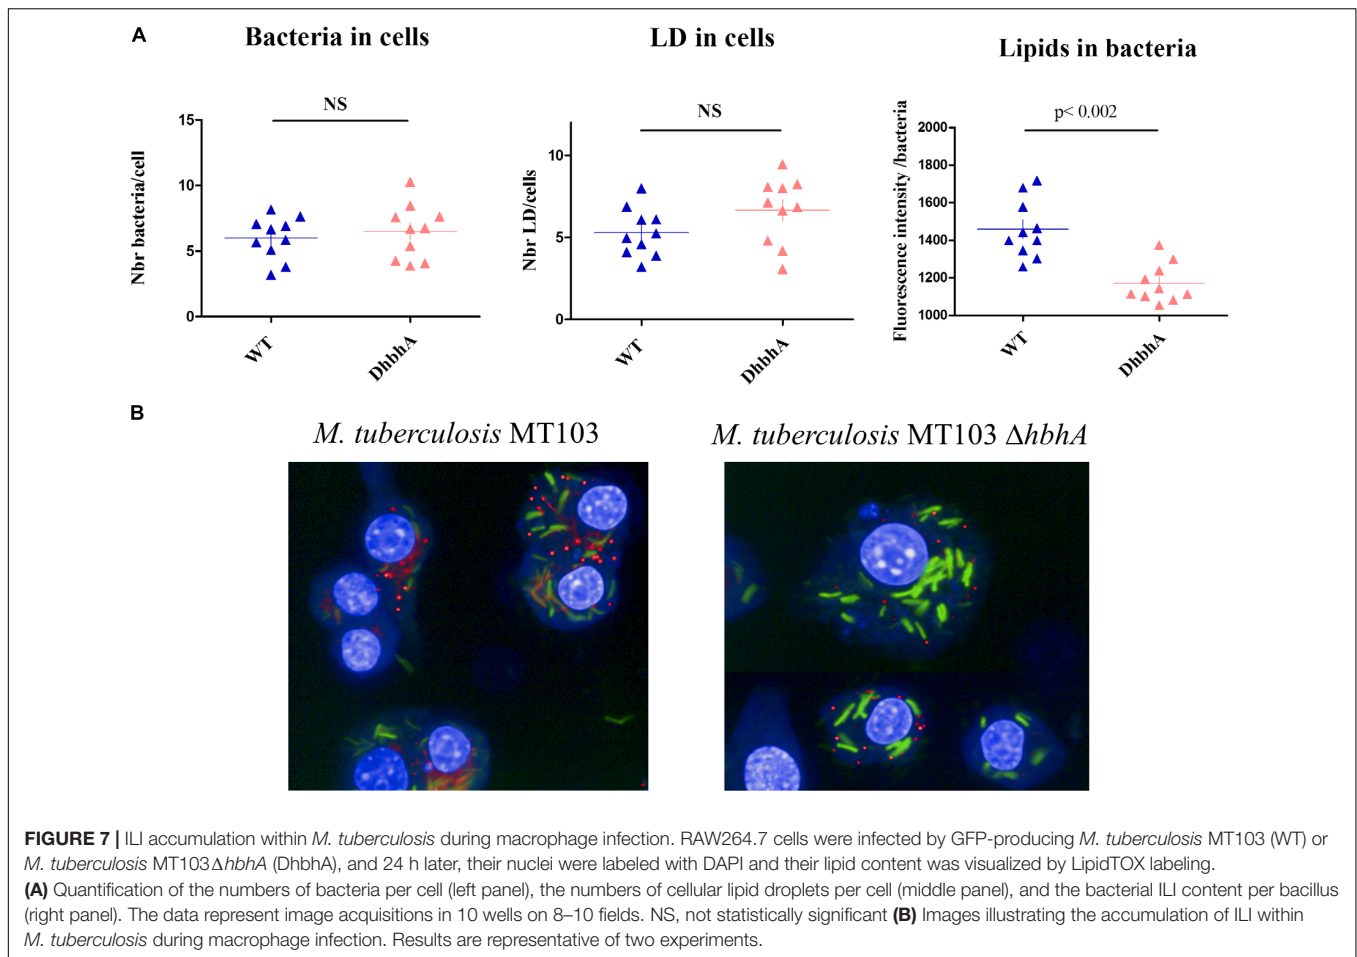 A
Bacteria in cells
NS
Nbr bacteria/cell
15
10
5
0
WT
DhbhA
LD in cells
NS
Nbr LD/cells
10
5
0
WT
DhbhA
Lipids in bacteria
p< 0.002
Fluorescence intensity /bacteria
2000
1800
1600
1400
1200
1000
WT
DhbhA
B
M. tuberculosis MT103
M. tuberculosis MT103 ΔhbhA
FIGURE 7 | ILI accumulation within M. tuberculosis during macrophage infection. RAW264.7 cells were infected by GFP-producing M. tuberculosis MT103 (WT) or
M. tuberculosis MT103ΔhbhA (DhbhA), and 24 h later, their nuclei were labeled with DAPI and their lipid content was visualized by LipidTOX labeling.
(A) Quantification of the numbers of bacteria per cell (left panel), the numbers of cellular lipid droplets per cell (middle panel), and the bacterial ILI content per bacillus
(right panel). The data represent image acquisitions in 10 wells on 8–10 fields. NS, not statistically significant (B) Images illustrating the accumulation of ILI within
M. tuberculosis during macrophage infection. Results are representative of two experiments.